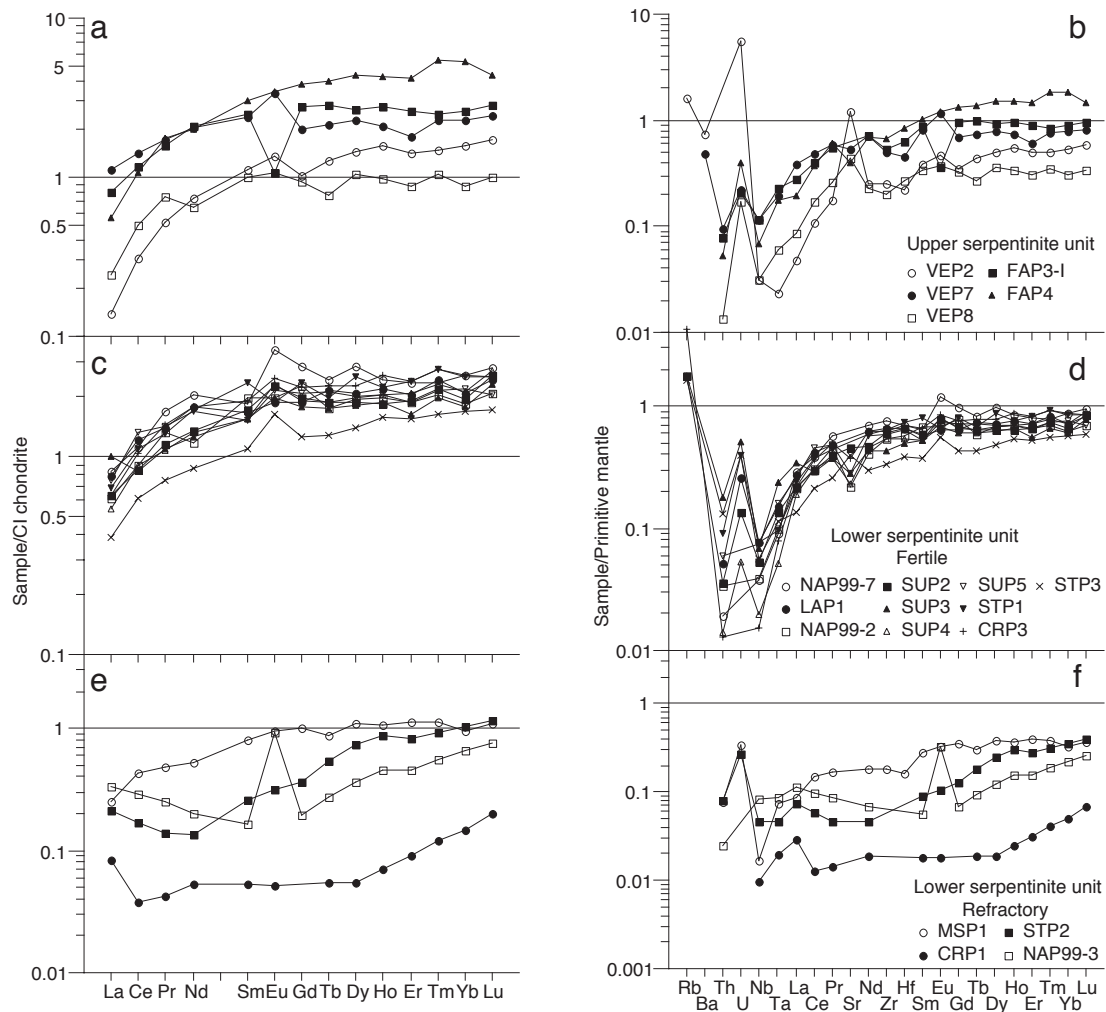 a
10
5
1
0.5
0.1
b
1
0.1
0.01
Upper serpentinite unit
VEP2 FAP3-I
VEP7 FAP4
VEP8
Sample/CI chondrite
c
1
0.5
0.1
Sample/Primitive mantle
d
1
0.1
0.01
Lower serpentinite unit
Fertile
NAP99-7 SUP2 SUP5 STP3
LAP1 SUP3 STP1
NAP99-2 SUP4 CRP3
e
1
0.1
0.01
La Ce Pr Nd Sm Eu Gd Tb Dy Ho Er Tm Yb Lu
f
1
0.1
0.01
0.001
Lower serpentinite unit
Refractory
MSP1 STP2
CRP1 NAP99-3
Rb Th Nb La Pr Nd Hf Eu Tb Ho Tm Lu
Ba U Ta Ce Sr Zr Sm Gd Dy Er Yb